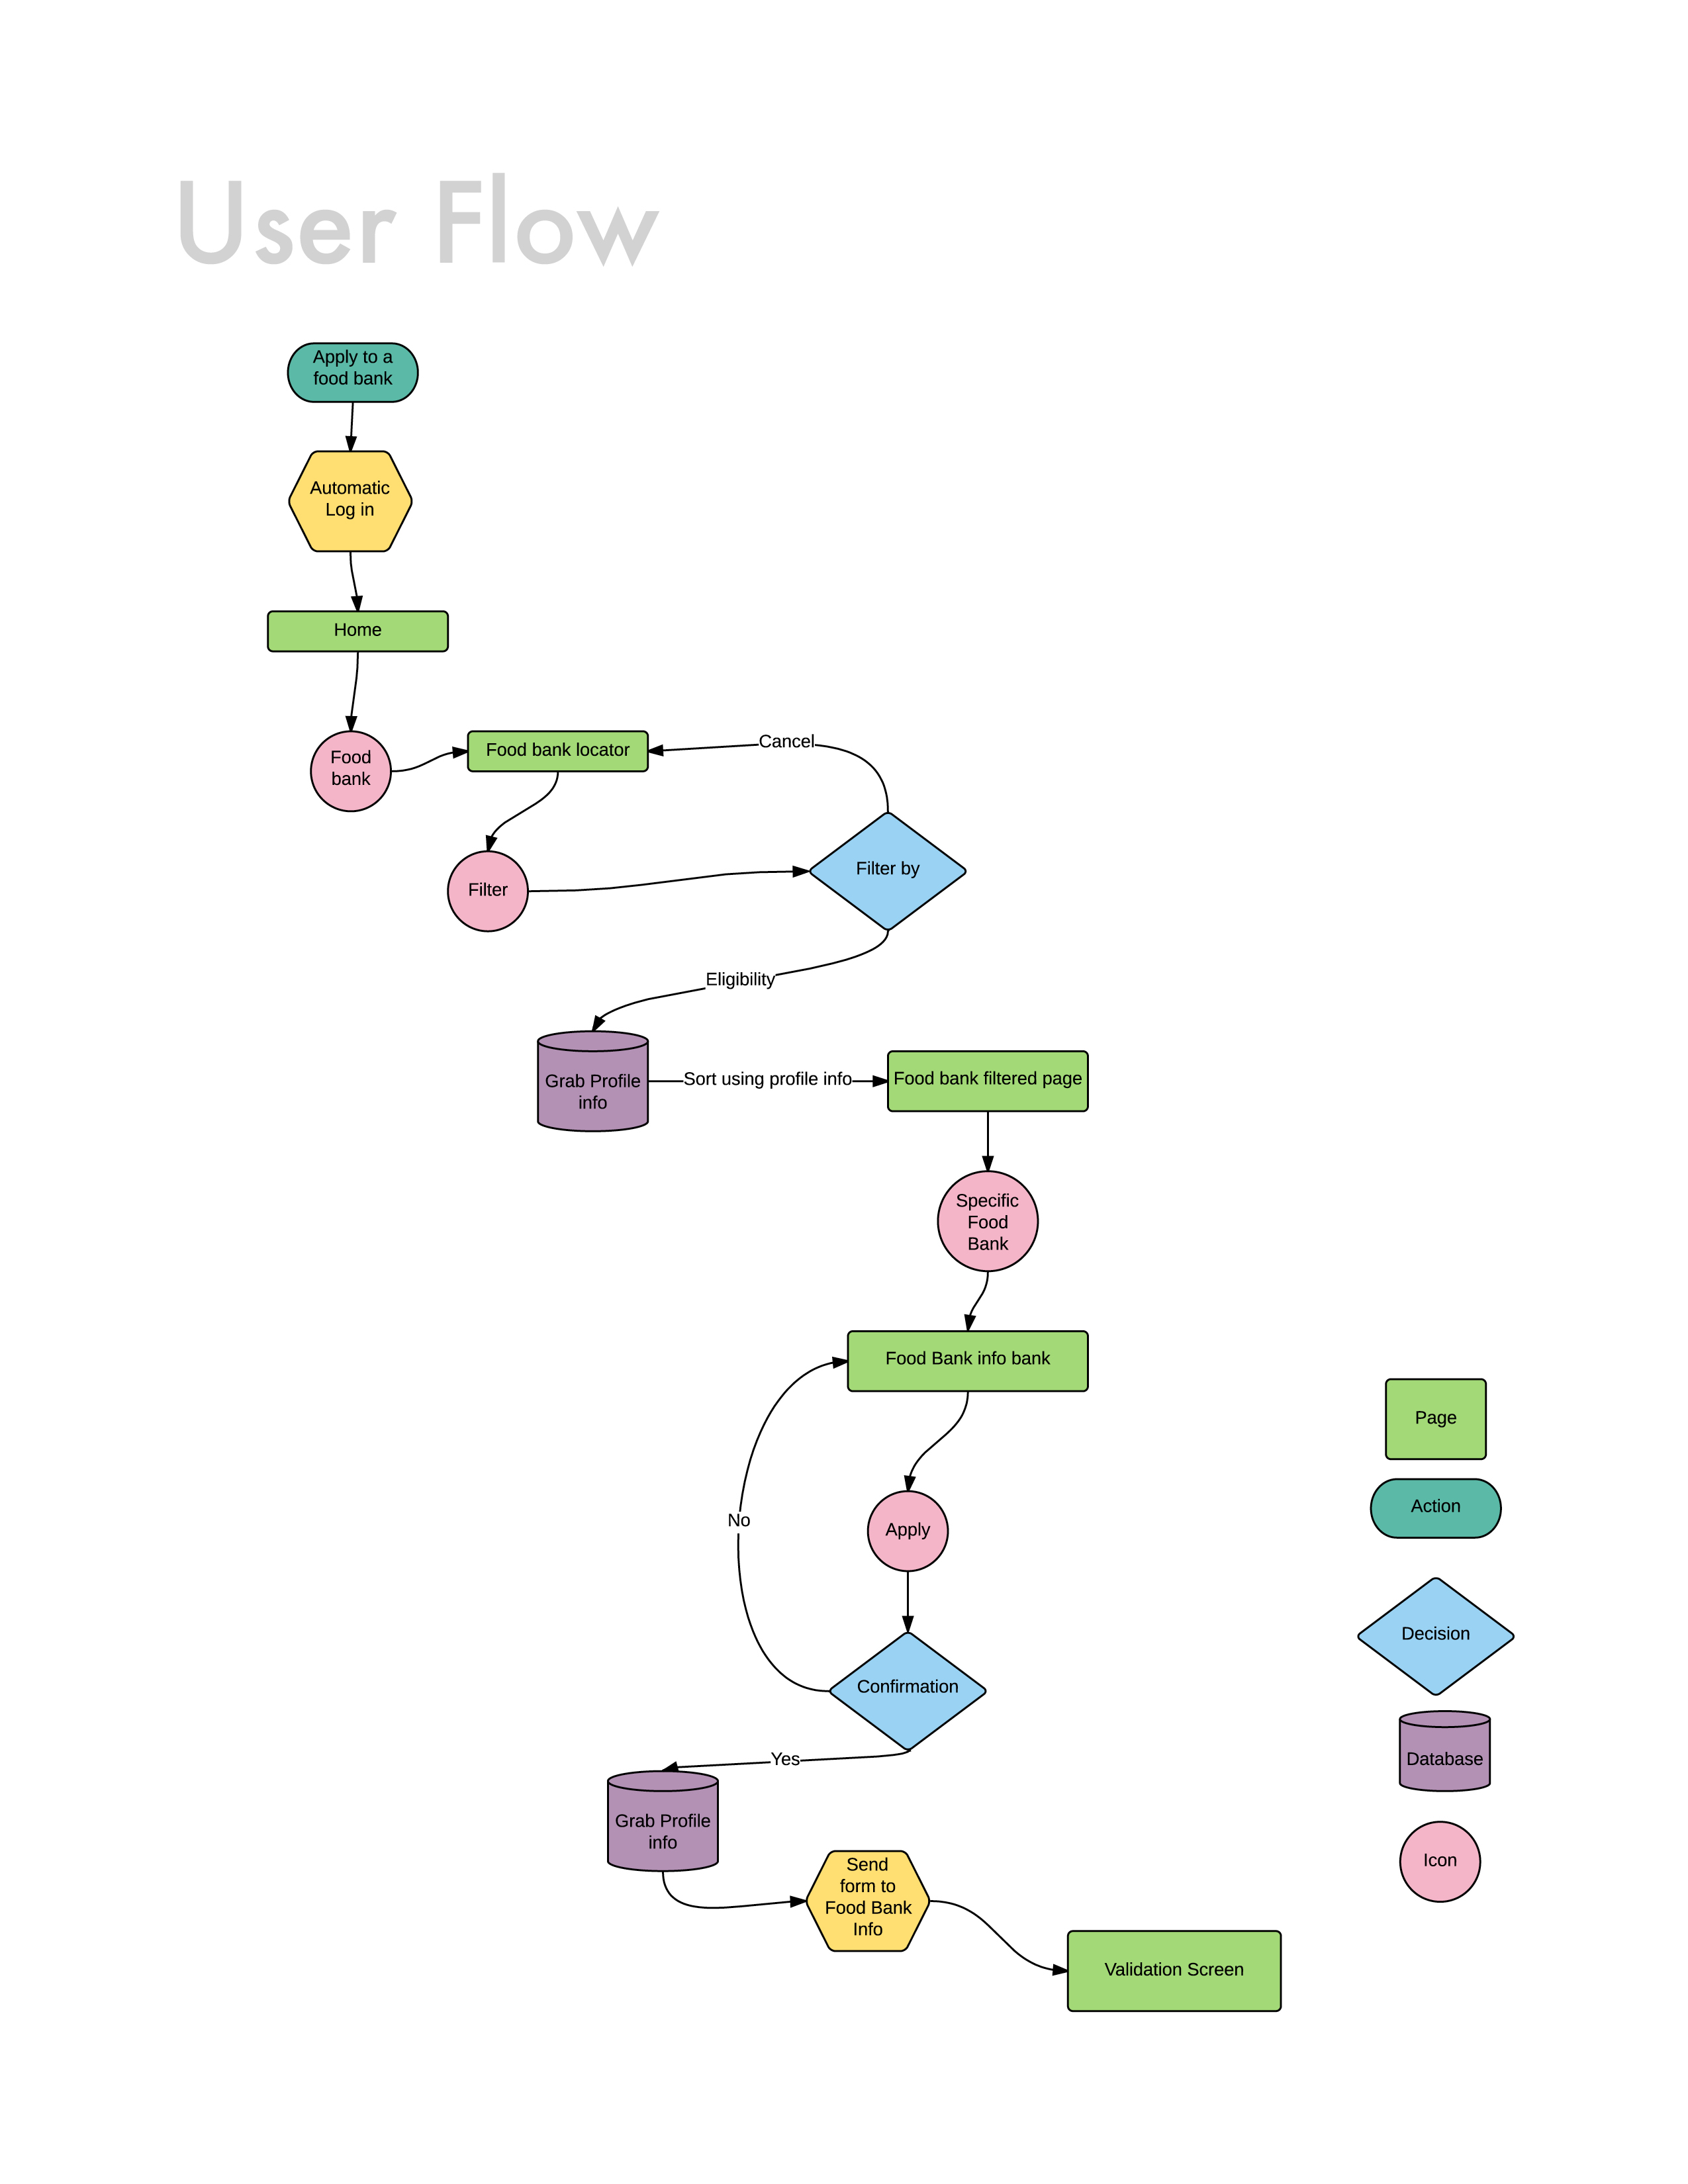 User Flow
Apply to a
food bank
Automatic
Log in
Home
Food
bank
Food bank locator
Cancel
Filter
Filter by
Eligibility
Grab Profile
info
Sort using profile info
Food bank filtered page
Specific
Food
Bank
Food Bank info bank
No
Apply
Confirmation
Yes
Grab Profile
info
Send
form to
Food Bank
Info
Validation Screen
Page
Action
Decision
Database
Icon